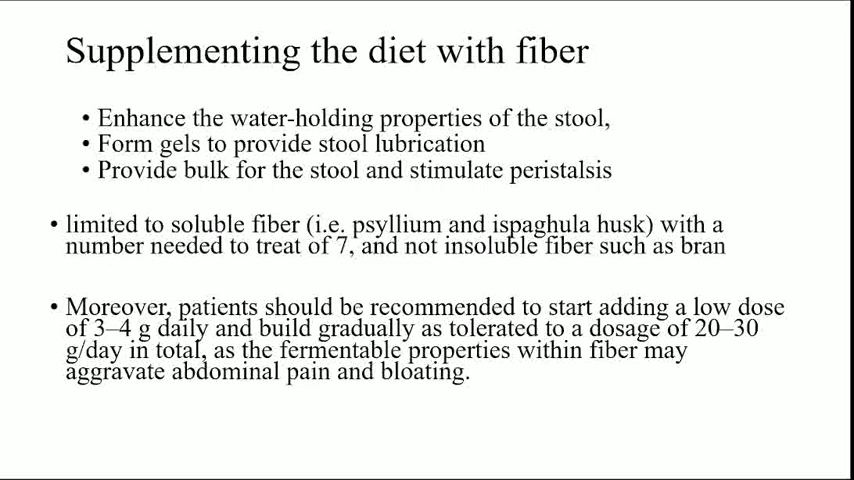 Supplementing the diet with fiber
• Enhance the water-holding properties of the stool,
• Form gels to provide stool lubrication
• Provide bulk for the stool and stimulate peristalsis
• limited to soluble fiber (i.e. psyllium and ispaghula husk) with a
number needed to treat of 7, and not insoluble fiber such as bran
• Moreover, patients should be recommended to start adding a low dose
of 3–4 g daily and build gradually as tolerated to a dosage of 20–30
g/day in total, as the fermentable properties within fiber may
aggravate abdominal pain and bloating.